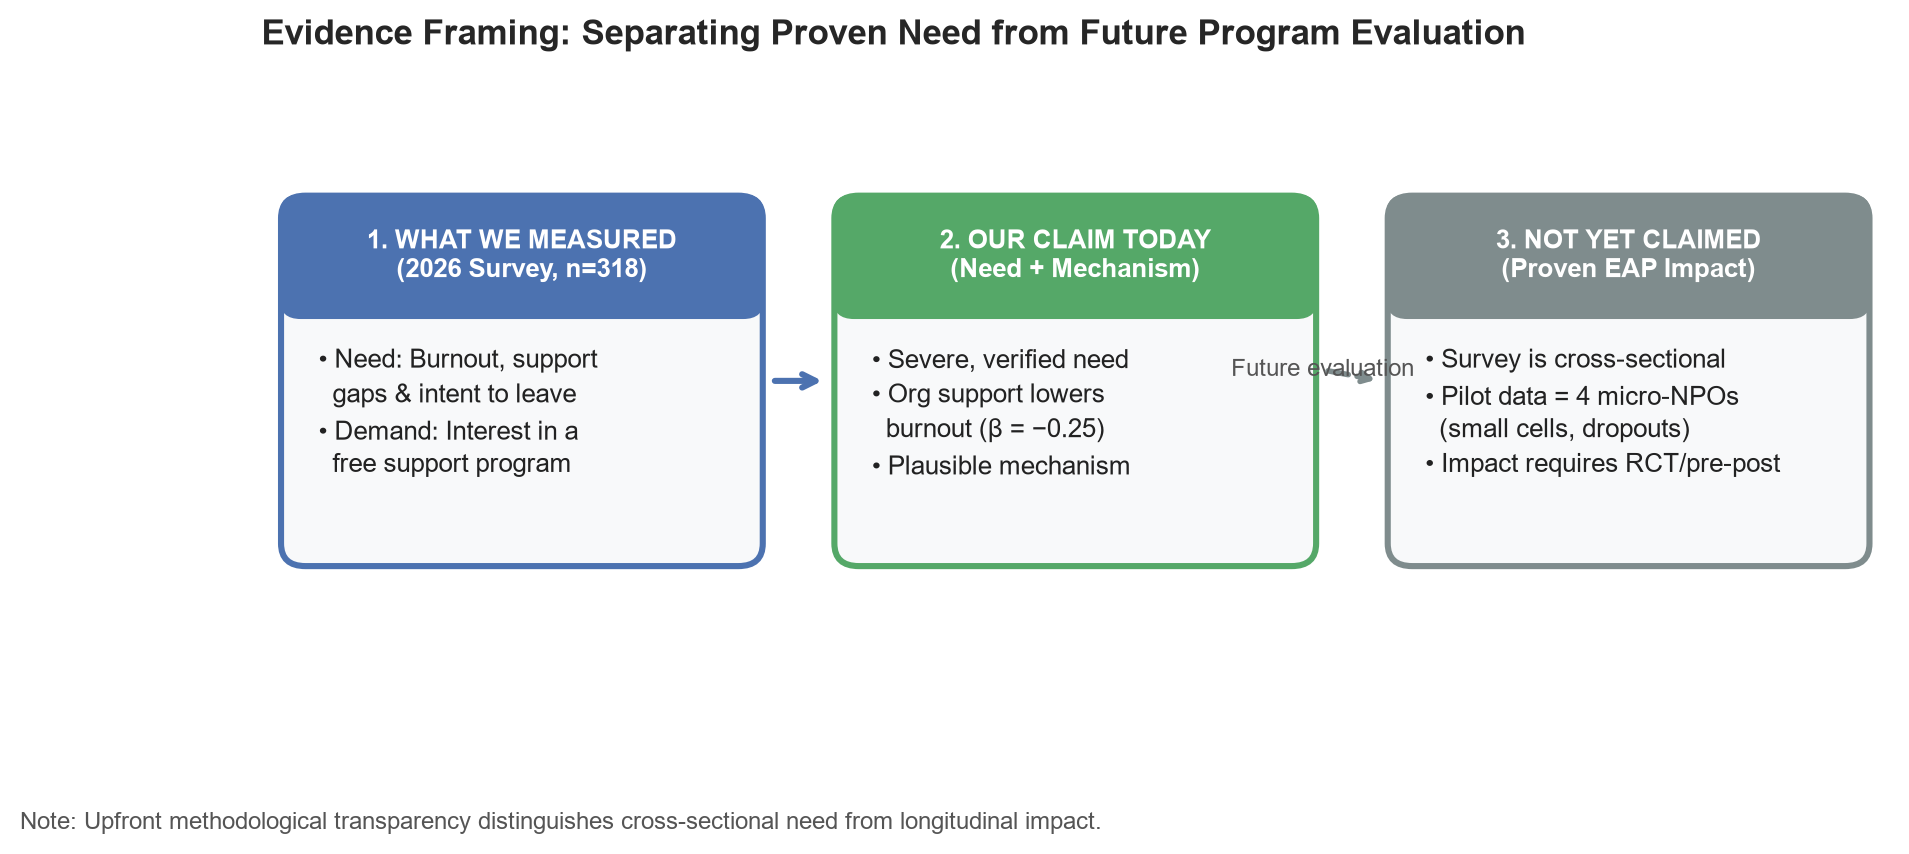 Evidence Framing: Separating Proven Need from Future Program Evaluation
1. WHAT WE MEASURED
(2026 Survey, n=318)
• Need: Burnout, support
gaps & intent to leave
• Demand: Interest in a
free support program
2. OUR CLAIM TODAY
(Need + Mechanism)
• Severe, verified need
• Org support lowers
burnout (β = −0.25)
• Plausible mechanism
Future evaluation
3. NOT YET CLAIMED
(Proven EAP Impact)
• Survey is cross-sectional
• Pilot data = 4 micro-NPOs
(small cells, dropouts)
• Impact requires RCT/pre-post
Note: Upfront methodological transparency distinguishes cross-sectional need from longitudinal impact.